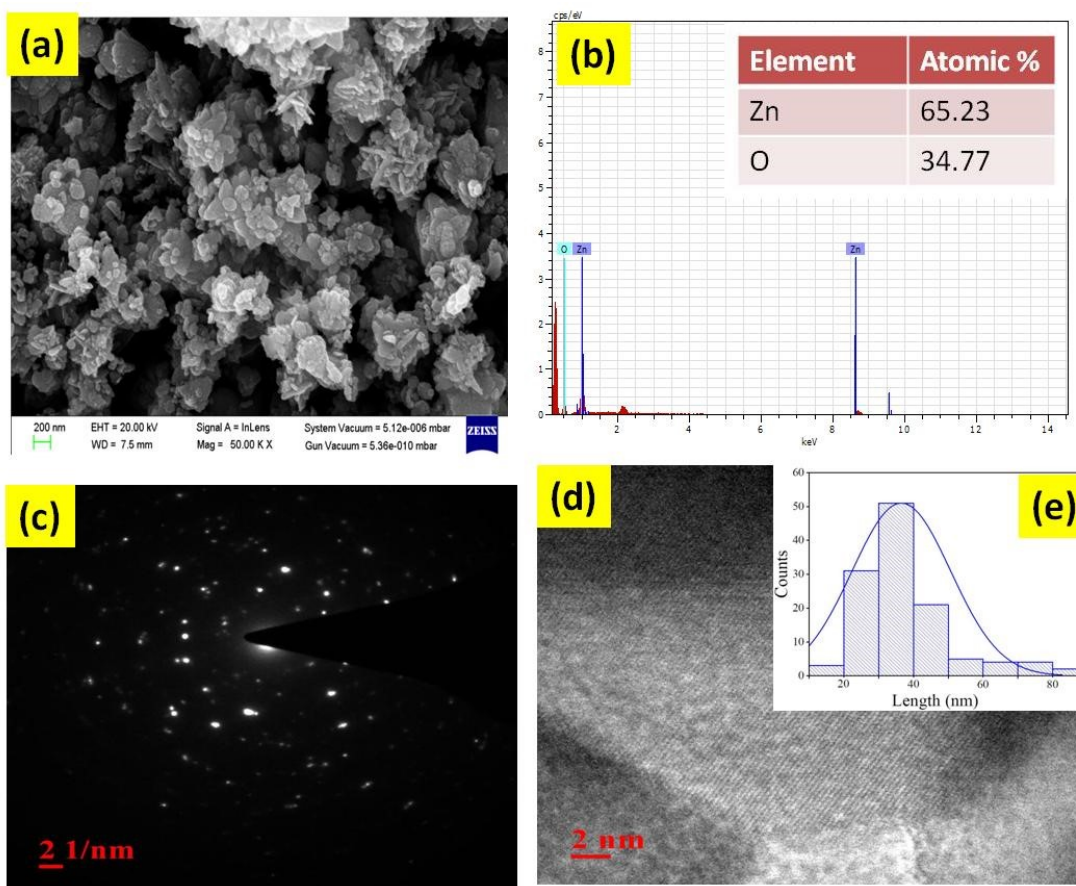 (a)
200 nm
EHT = 20.00 kV
WD = 7.5 mm
Signal A = InLens
Mag = 50.00 K X
System Vacuum = 5.12e-006 mbar
Gun Vacuum = 5.36e-010 mbar
ZEISS
(b)
cps/eV
8
7
6
5
4
3
2
1
0
O Zn Zn
2 4 6 8 10 12 14
keV
Element Atomic %
Zn 65.23
O 34.77
(c)
2 1/nm
(d)
2 nm
(e)
60
50
40
30
20
10
0
Counts
20 40 60 80
Length (nm)